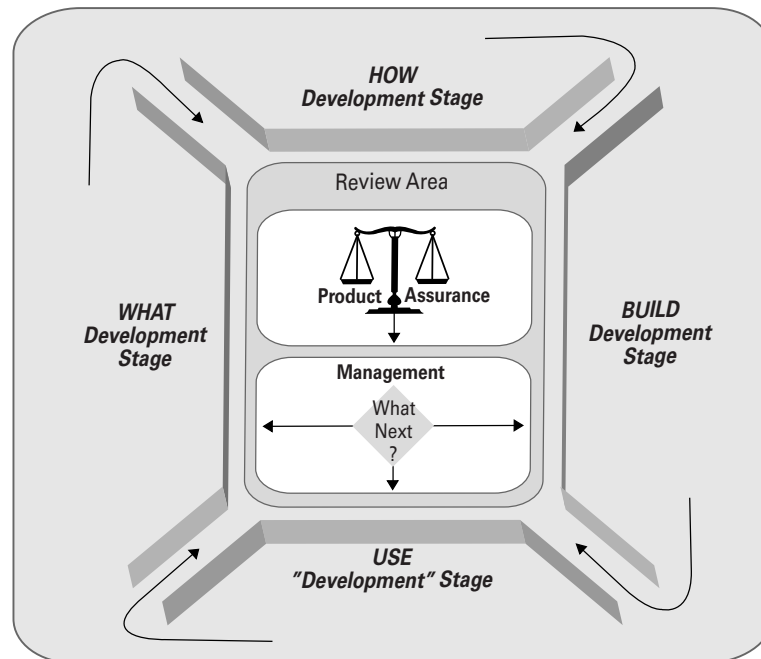 HOW
Development Stage
Review Area
Product Assurance
WHAT
Development
Stage
BUILD
Development
Stage
Management
What
Next
?
USE
”Development” Stage